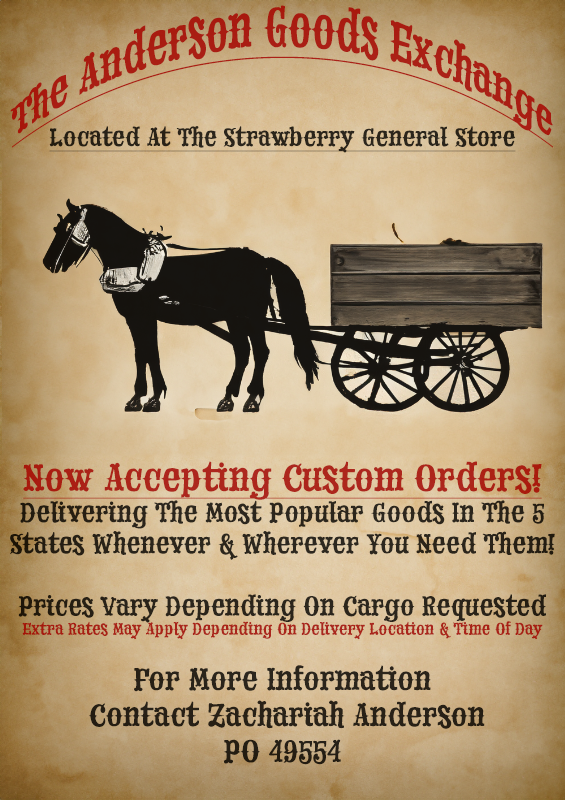 The Anderson Goods Exchange
Located At The Strawberry General Store
Now Accepting Custom Orders!
Delivering The Most Popular Goods In The 5
States Whenever & Wherever You Need Them!
Prices Vary Depending On Cargo Requested
Extra Rates May Apply Depending On Delivery Location & Time Of Day
For More Information
Contact Zachariah Anderson
PO 49554